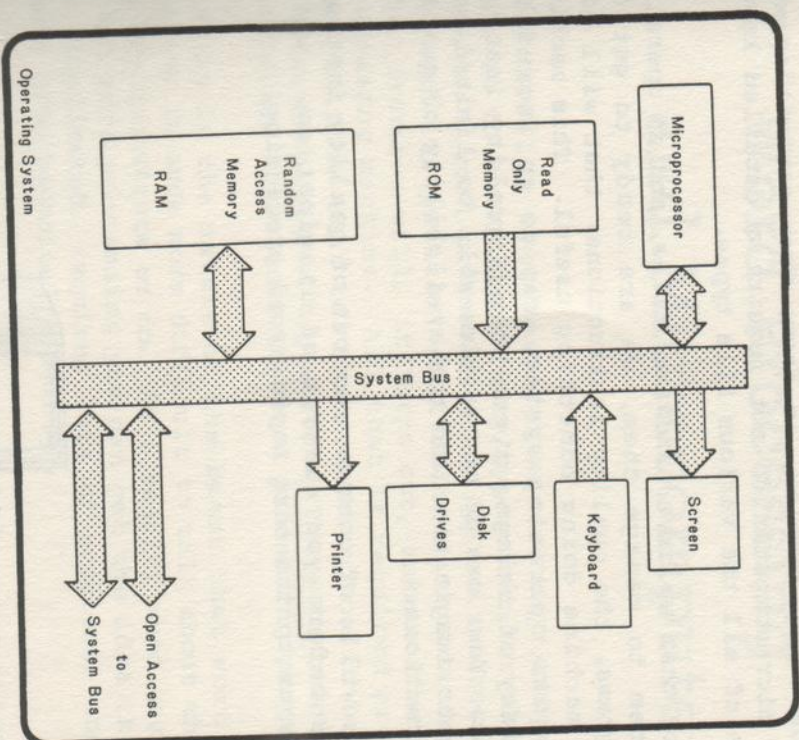 Screen
Keyboard
Disk
Drives
Printer
Open Access
to
System Bus
System Bus
Microprocessor
Read
Only
Memory
ROM
Random
Access
Memory
RAM
Operating System